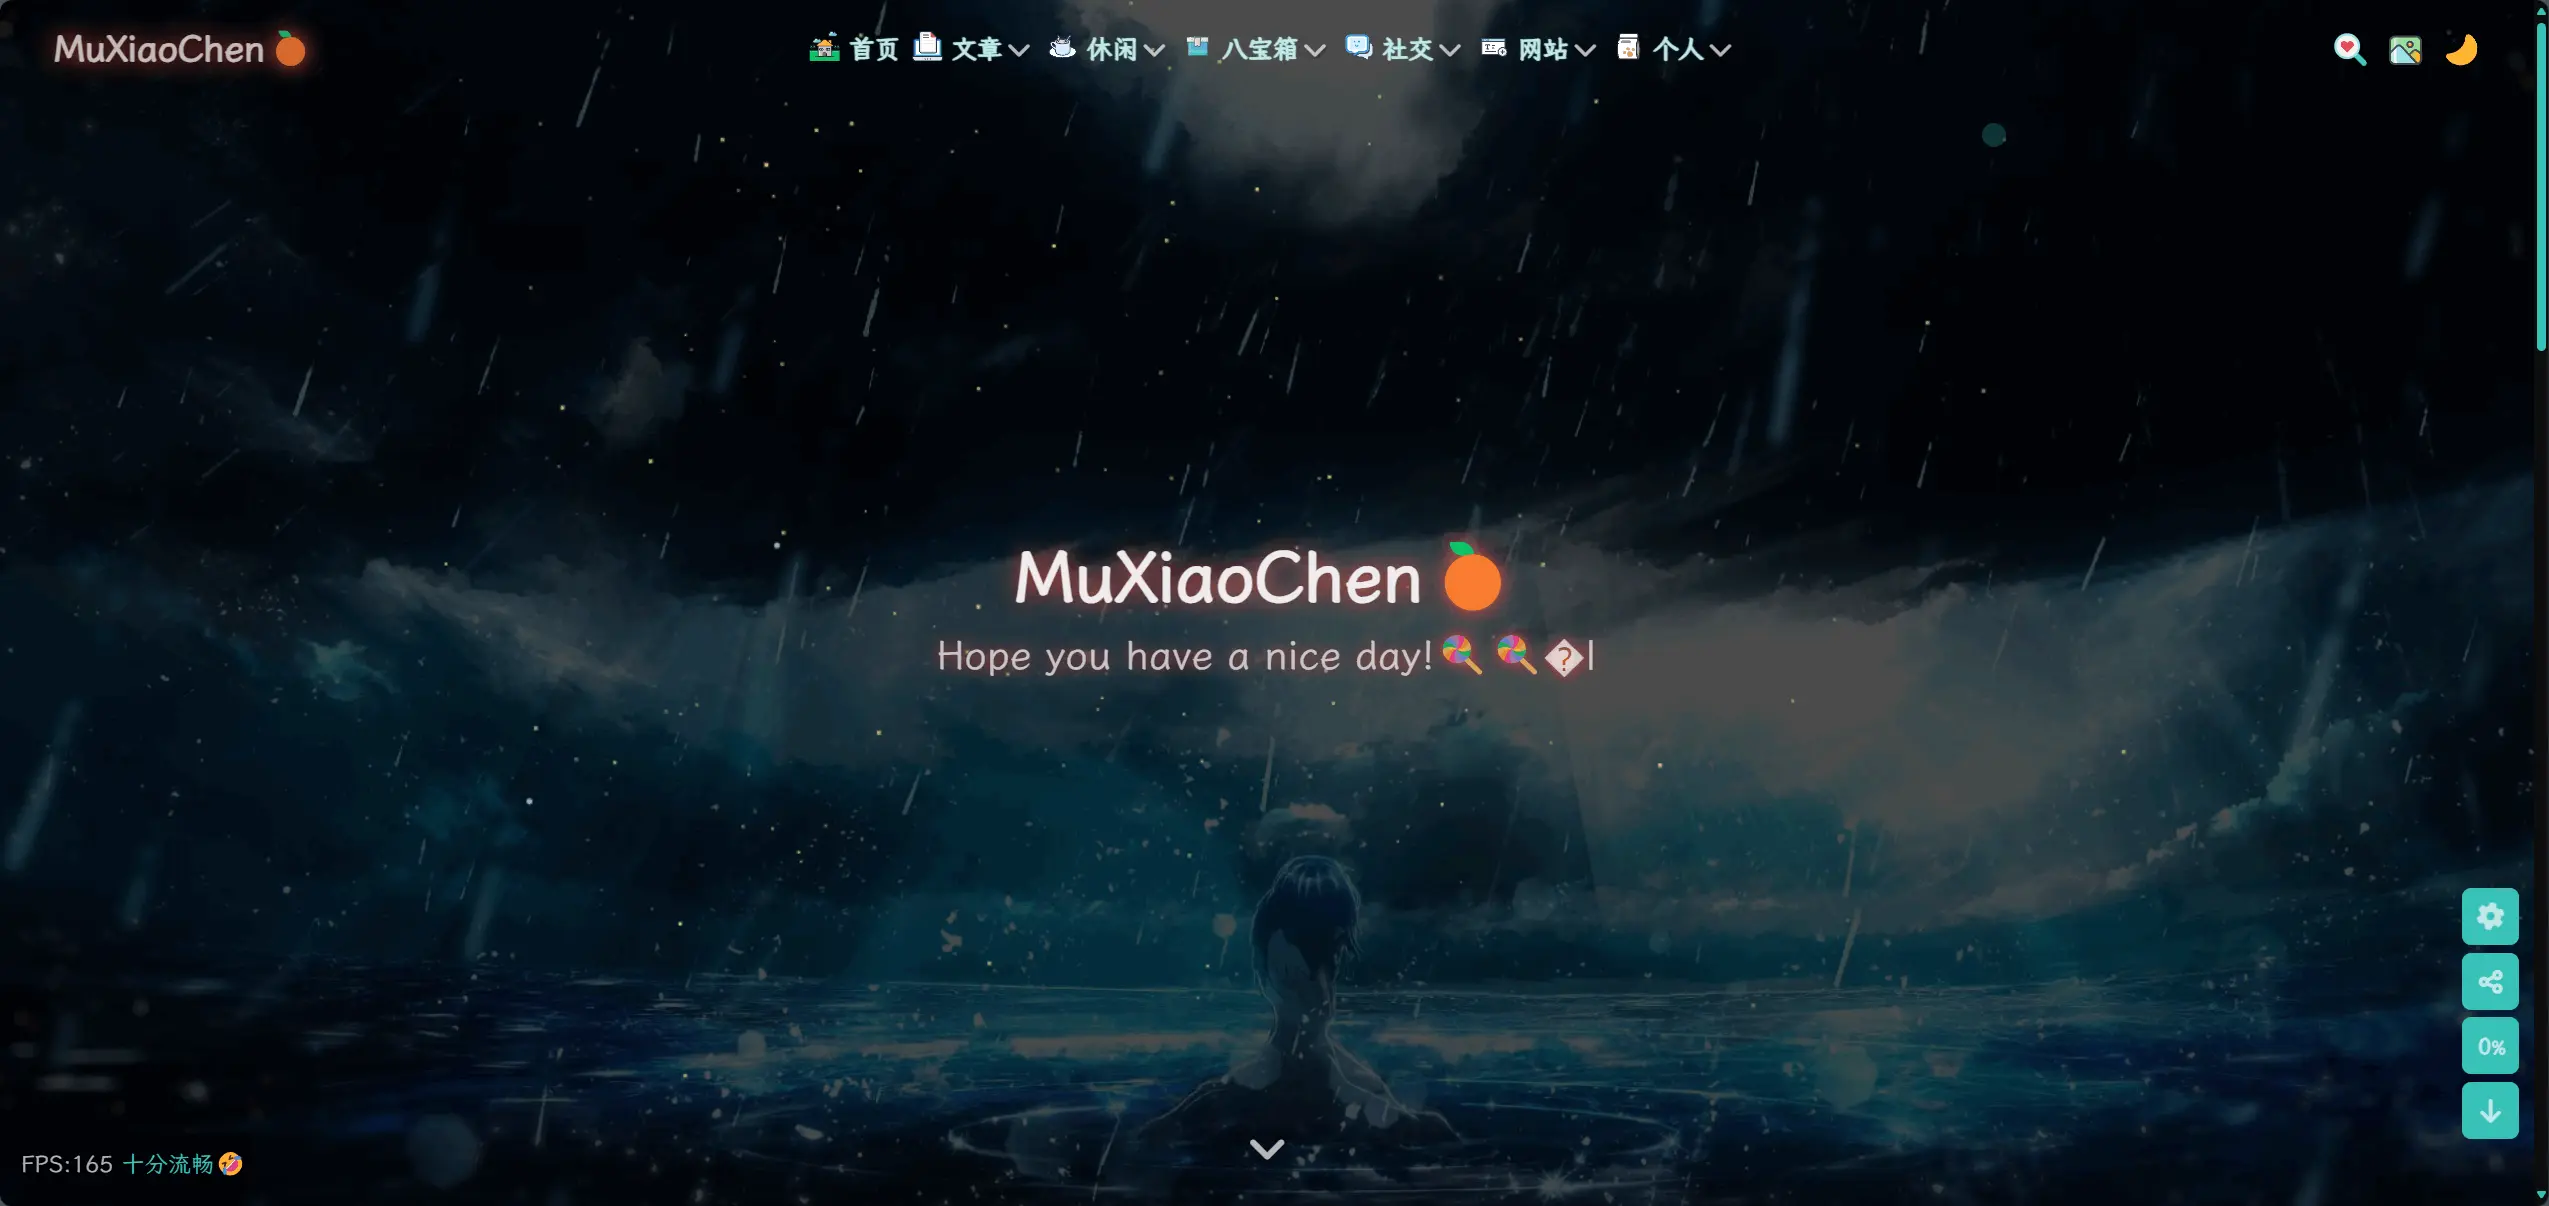 MuXiaoChen🍊
首页 文章 休闲 八宝箱 社交 网站 个人
MuXiaoChen🍊
Hope you have a nice day!🍭🍭�|
0%
FPS:165 十分流畅🤣